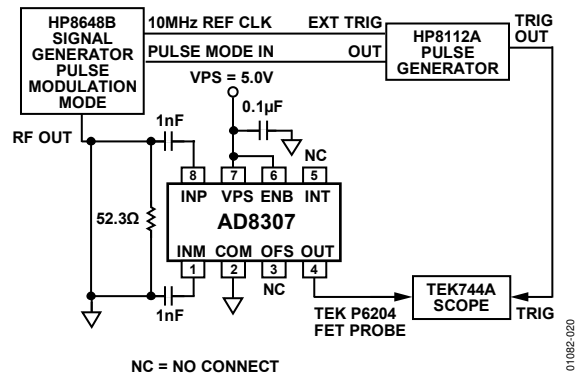 HP8648B
SIGNAL
GENERATOR
PULSE
MODULATION
MODE
10MHz REF CLK
EXT TRIG
PULSE MODE IN
OUT
HP8112A
PULSE
GENERATOR
TRIG
OUT
VPS = 5.0V
0.1µF
1nF
RF OUT
NC
8
7
6
5
INP
VPS
ENB
INT
52.3Ω
AD8307
INM
COM
OFS
OUT
1
2
3
4
NC
1nF
TEK P6204
FET PROBE
TEK744A
SCOPE
TRIG
NC = NO CONNECT
01082-020